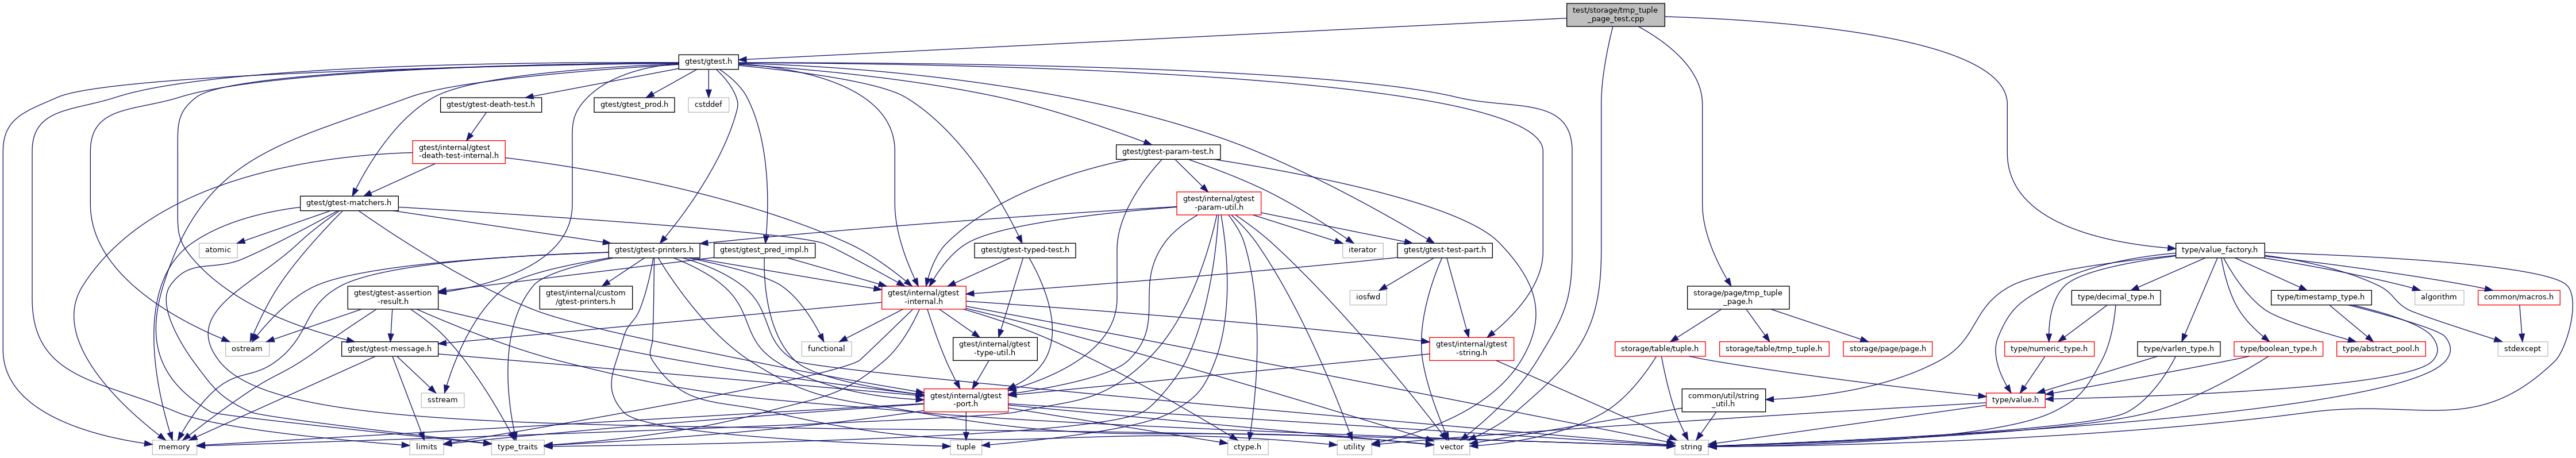 test/storage/tmp_tuple
_page_test.cpp
gtest/gtest.h
gtest/gtest-death-test.h
gtest/gtest_prod.h
cstddef
gtest/internal/gtest
-death-test-internal.h
gtest/gtest-param-test.h
gtest/gtest-matchers.h
gtest/internal/gtest
-param-util.h
atomic
gtest/gtest-printers.h
gtest/gtest_pred_impl.h
gtest/gtest-typed-test.h
iterator
gtest/gtest-test-part.h
type/value_factory.h
gtest/gtest-assertion
-result.h
gtest/internal/custom
/gtest-printers.h
gtest/internal/gtest
-internal.h
iosfwd
storage/page/tmp_tuple
_page.h
type/decimal_type.h
type/timestamp_type.h
algorithm
common/macros.h
ostream
gtest/gtest-message.h
functional
gtest/internal/gtest
-type-util.h
gtest/internal/gtest
-string.h
storage/table/tuple.h
storage/table/tmp_tuple.h
storage/page/page.h
type/numeric_type.h
type/varlen_type.h
type/boolean_type.h
type/abstract_pool.h
stdexcept
sstream
gtest/internal/gtest
-port.h
common/util/string
_util.h
type/value.h
memory
limits
type_traits
tuple
ctype.h
utility
vector
string